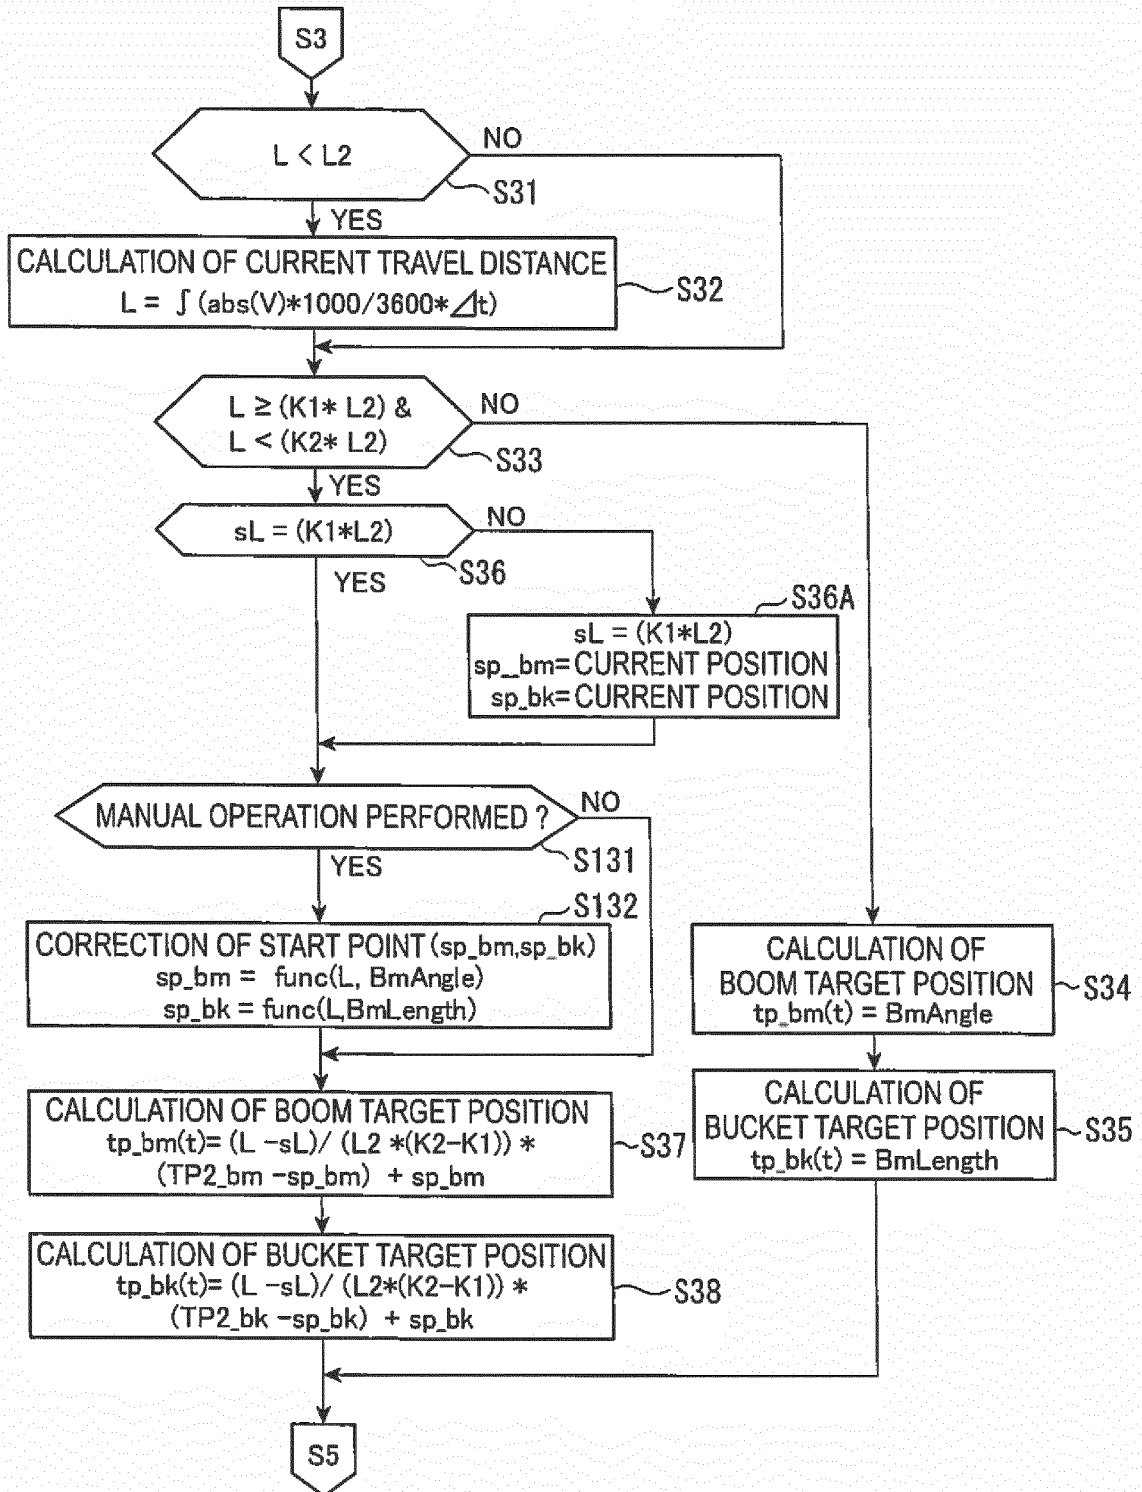 S3
L < L2
NO
S31
YES
CALCULATION OF CURRENT TRAVEL DISTANCE
L = ∫ (abs(V)*1000/3600*⊿t)
S32
L ≥ (K1* L2) &
L < (K2* L2)
NO
S33
YES
sL = (K1*L2)
NO
S36
YES
S36A
sL = (K1*L2)
sp_bm= CURRENT POSITION
sp_bk= CURRENT POSITION
MANUAL OPERATION PERFORMED ?
NO
S131
YES
S132
CORRECTION OF START POINT (sp_bm,sp_bk)
sp_bm = func(L, BmAngle)
sp_bk = func(L,BmLength)
CALCULATION OF
BOOM TARGET POSITION
tp_bm(t) = BmAngle
S34
CALCULATION OF
BUCKET TARGET POSITION
tp_bk(t) = BmLength
S35
CALCULATION OF BOOM TARGET POSITION
tp_bm(t)= (L -sL)/ (L2 *(K2-K1)) *
(TP2_bm -sp_bm) + sp_bm
S37
CALCULATION OF BUCKET TARGET POSITION
tp_bk(t)= (L -sL)/ (L2*(K2-K1)) *
(TP2_bk -sp_bk) + sp_bk
S38
S5